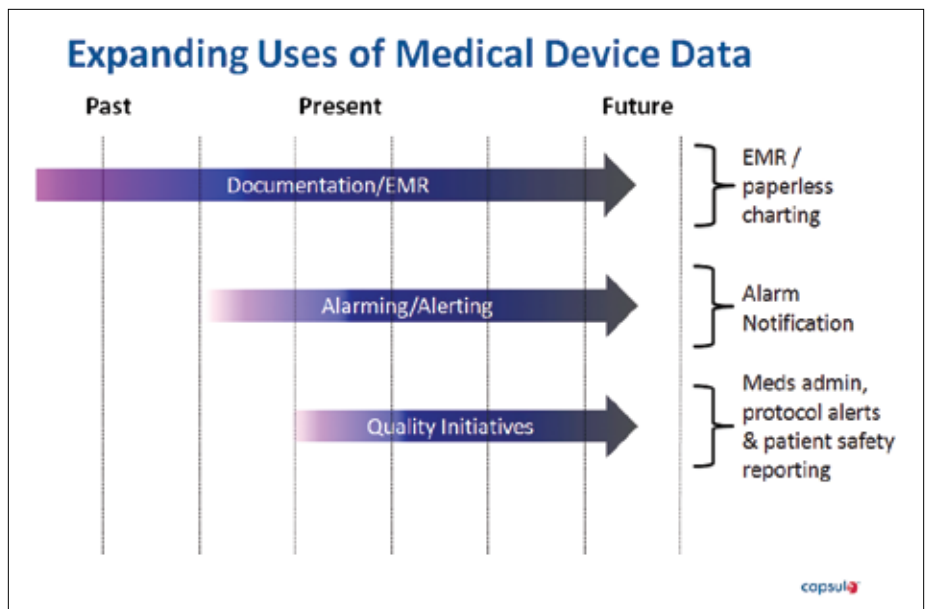 Expanding Uses of Medical Device Data
Past Present Future
Documentation/EMR
EMR /
paperless
charting
Alarming/Alerting
Alarm
Notification
Quality Initiatives
Meds admin,
protocol alerts
& patient safety
reporting
capsule